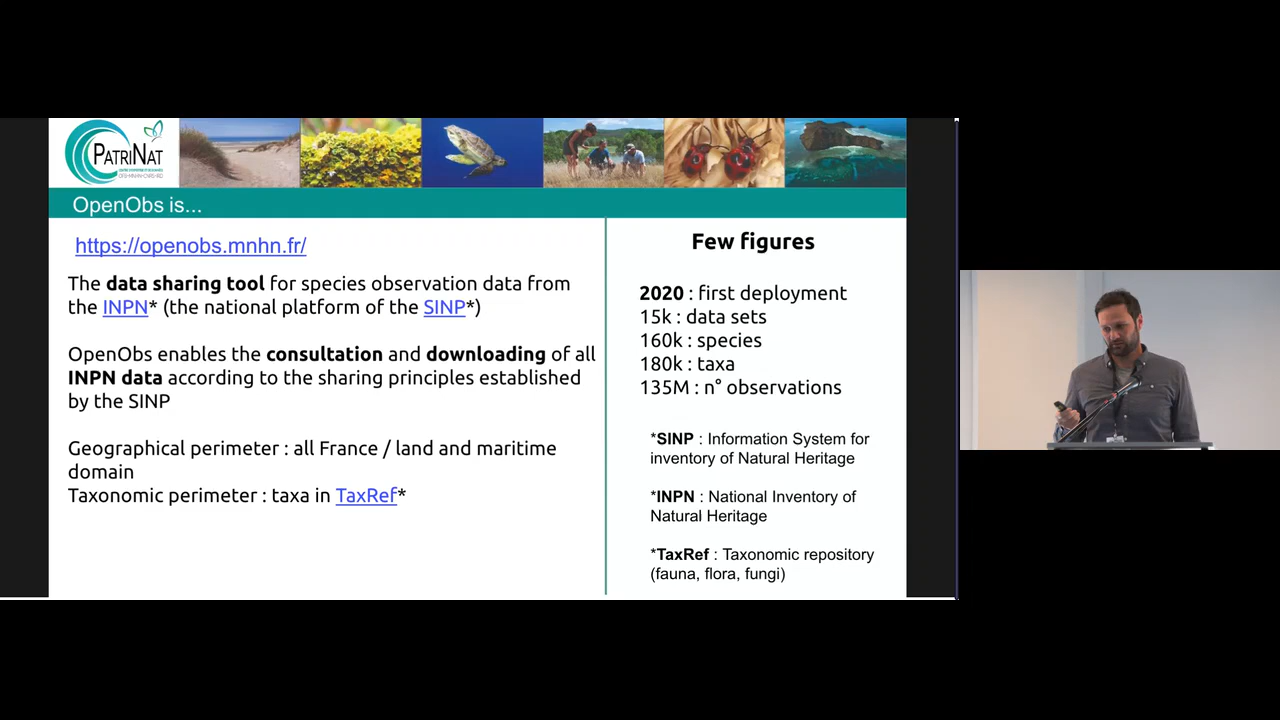 PATRINAT
OpenObs is...
https://openobs.mnhn.fr/
The data sharing tool for species observation data from
the INPN* (the national platform of the SINP*)
OpenObs enables the consultation and downloading of all
INPN data according to the sharing principles established
by the SINP
Geographical perimeter : all France / land and maritime
domain
Taxonomic perimeter : taxa in TaxRef*
Few figures
2020 : first deployment
15k : data sets
160k : species
180k : taxa
135M : n° observations
*SINP : Information System for
inventory of Natural Heritage
*INPN : National Inventory of
Natural Heritage
*TaxRef : Taxonomic repository
(fauna, flora, fungi)